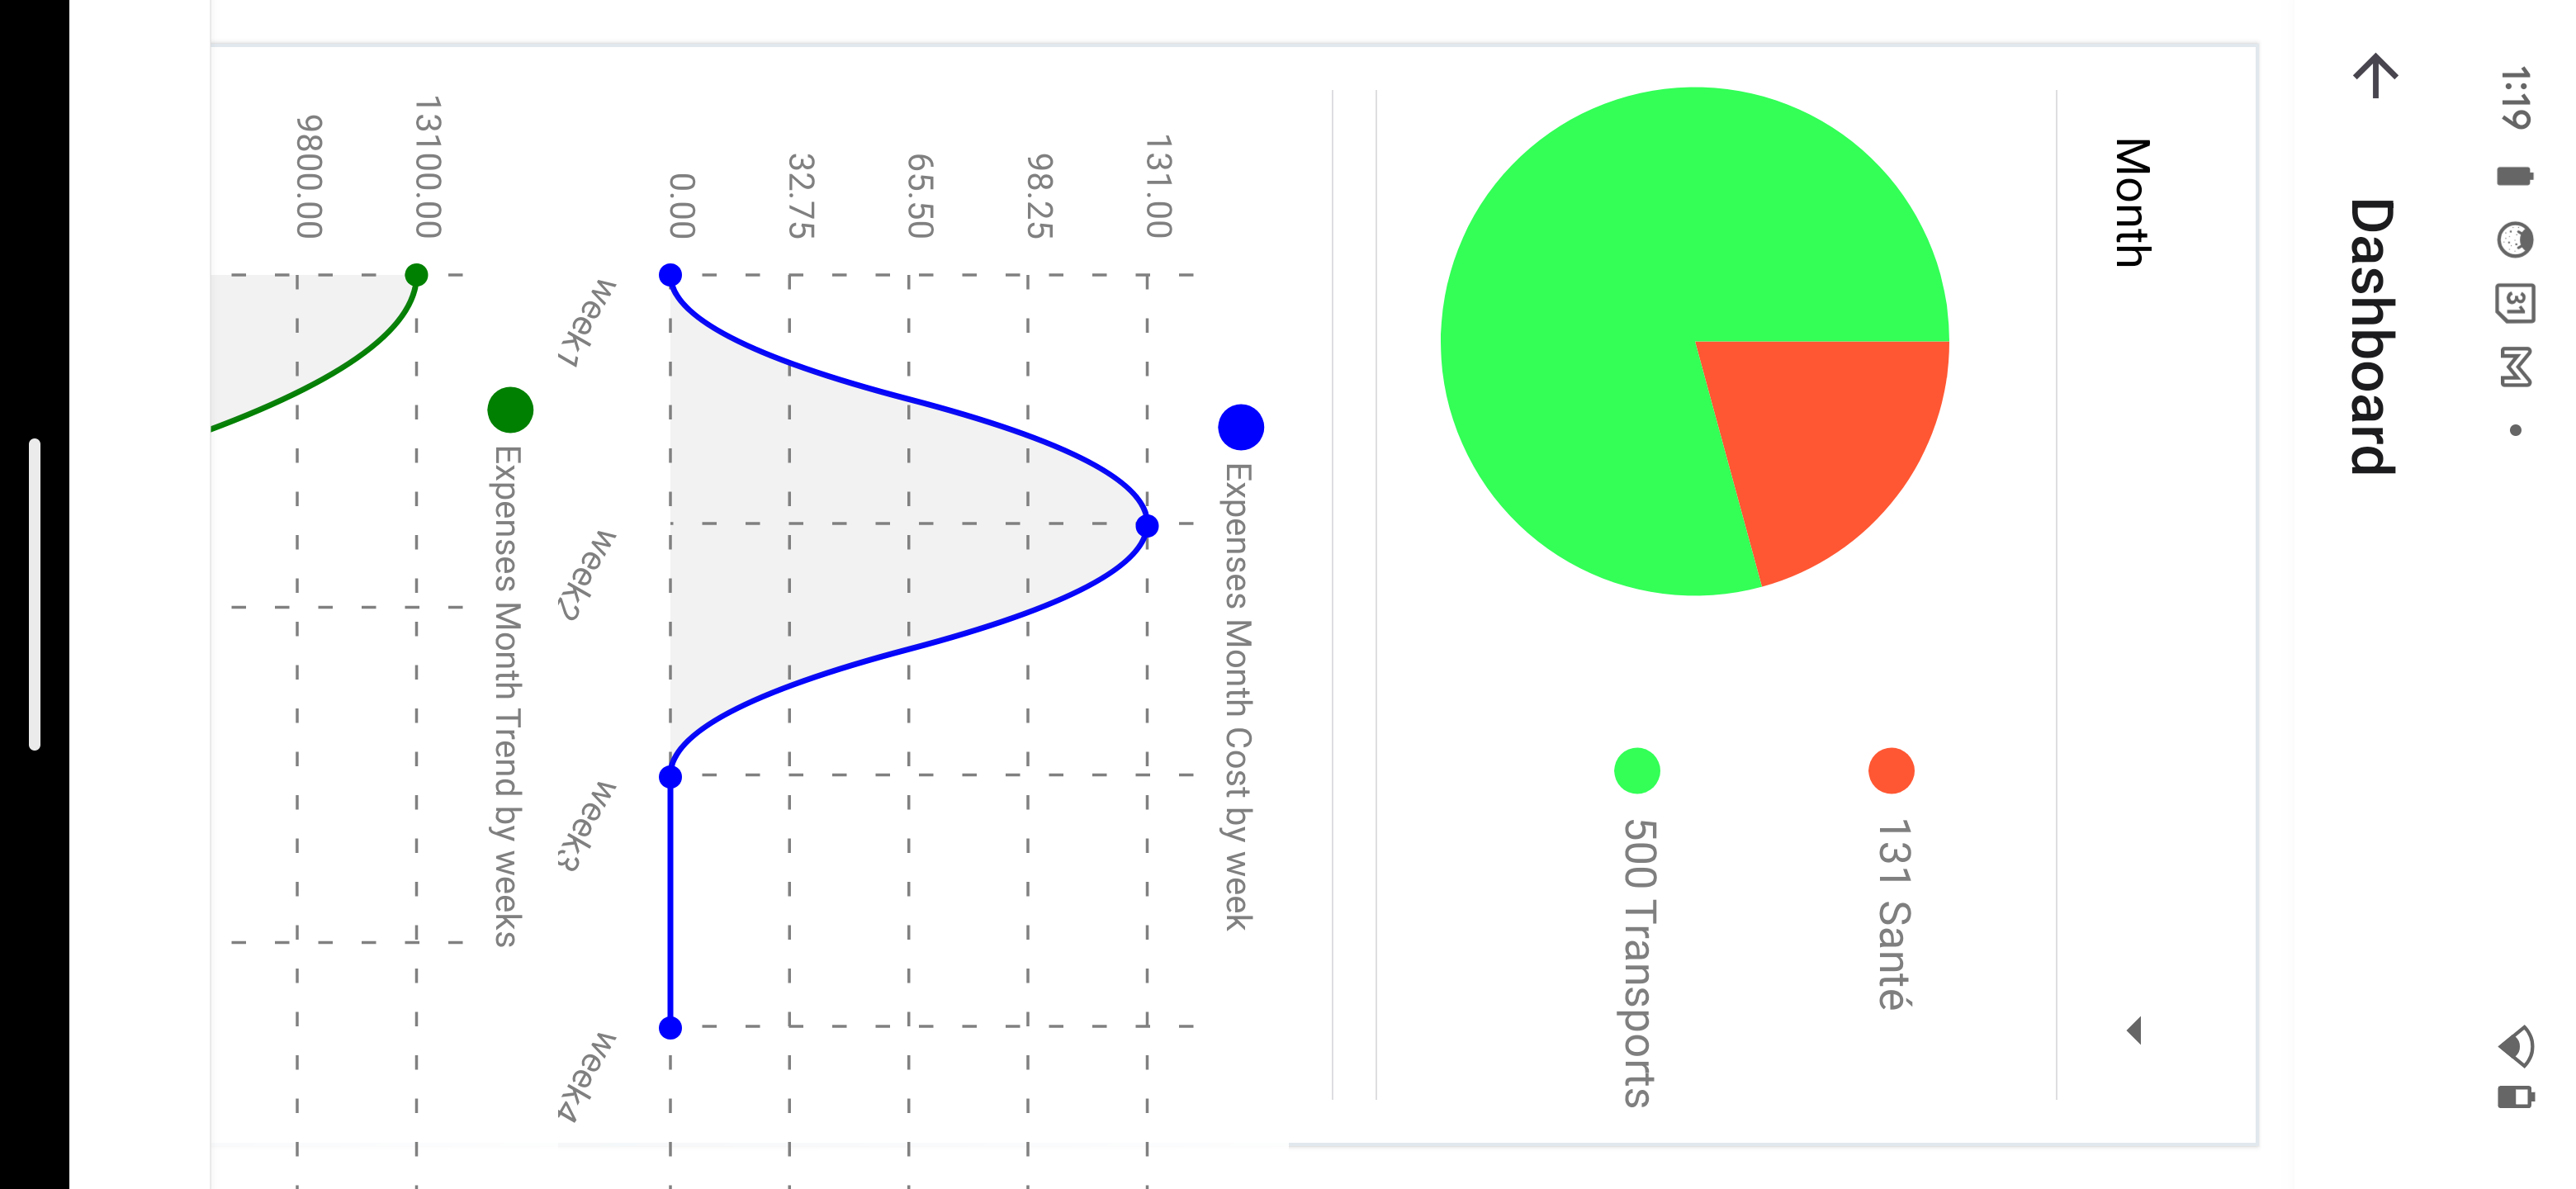 1:19
31
Dashboard
Month
131 Santé
500 Transports
Expenses Month Cost by week
131.00
98.25
65.50
32.75
0.00
week1
week2
week3
week4
Expenses Month Trend by weeks
13100.00
9800.00